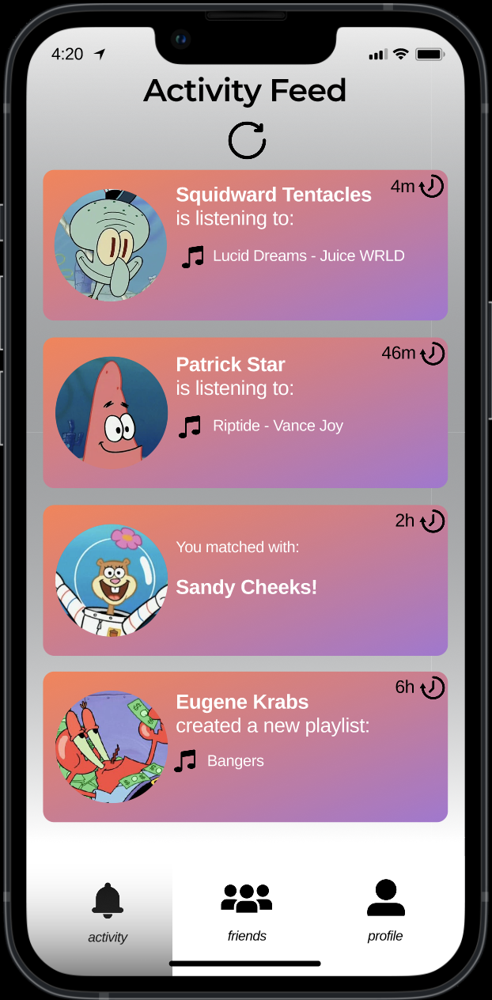 4:20
Activity Feed
Squidward Tentacles
4m
is listening to:
Lucid Dreams - Juice WRLD
Patrick Star
46m
is listening to:
Riptide - Vance Joy
2h
You matched with:
Sandy Cheeks!
6h
Eugene Krabs
created a new playlist:
Bangers
activity
friends
profile